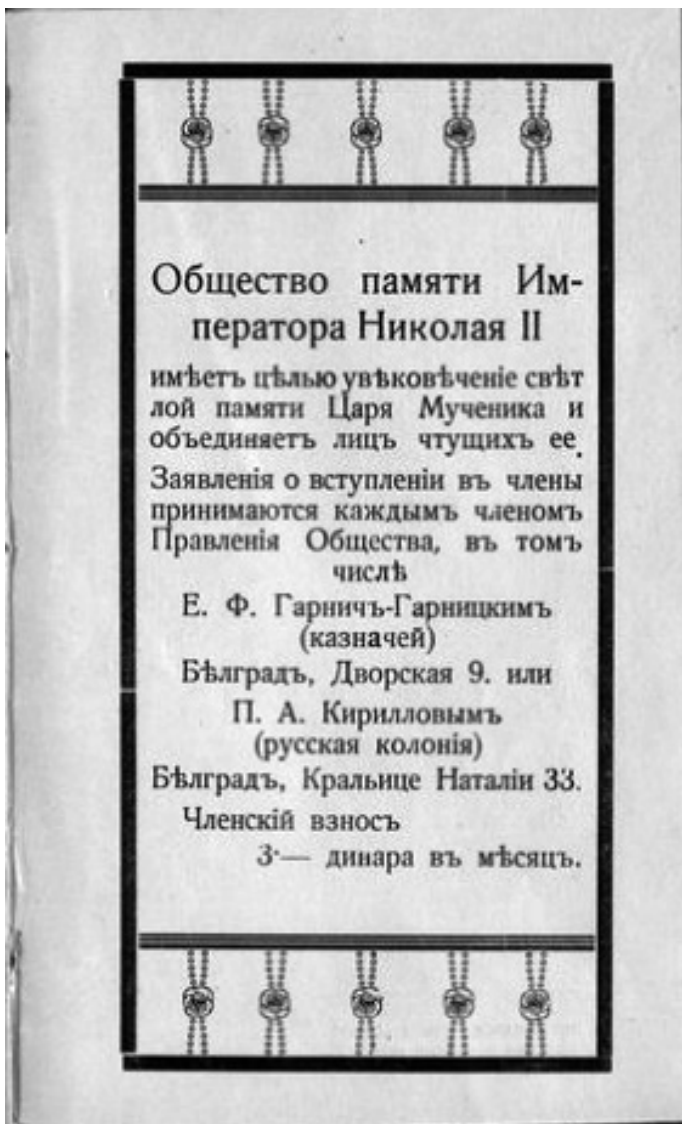 Общество памяти Им-
ператора Николая II
имѣетъ цѣлью увѣковѣченіе свѣт
лой памяти Царя Мученика и
объединяетъ лицъ чтущихъ ее.
Заявленія о вступленіи въ члены
принимаются каждымъ членомъ
Правленія Общества, въ томъ
числѣ
Е. Ф. Гарничъ-Гарницкимъ
(казначей)
Бѣлградъ, Дворская 9. или
П. А. Кирилловымъ
(русская колонія)
Бѣлградъ, Кральице Наталіи 33.
Членскій взносъ
3·— динара въ мѣсяцъ.